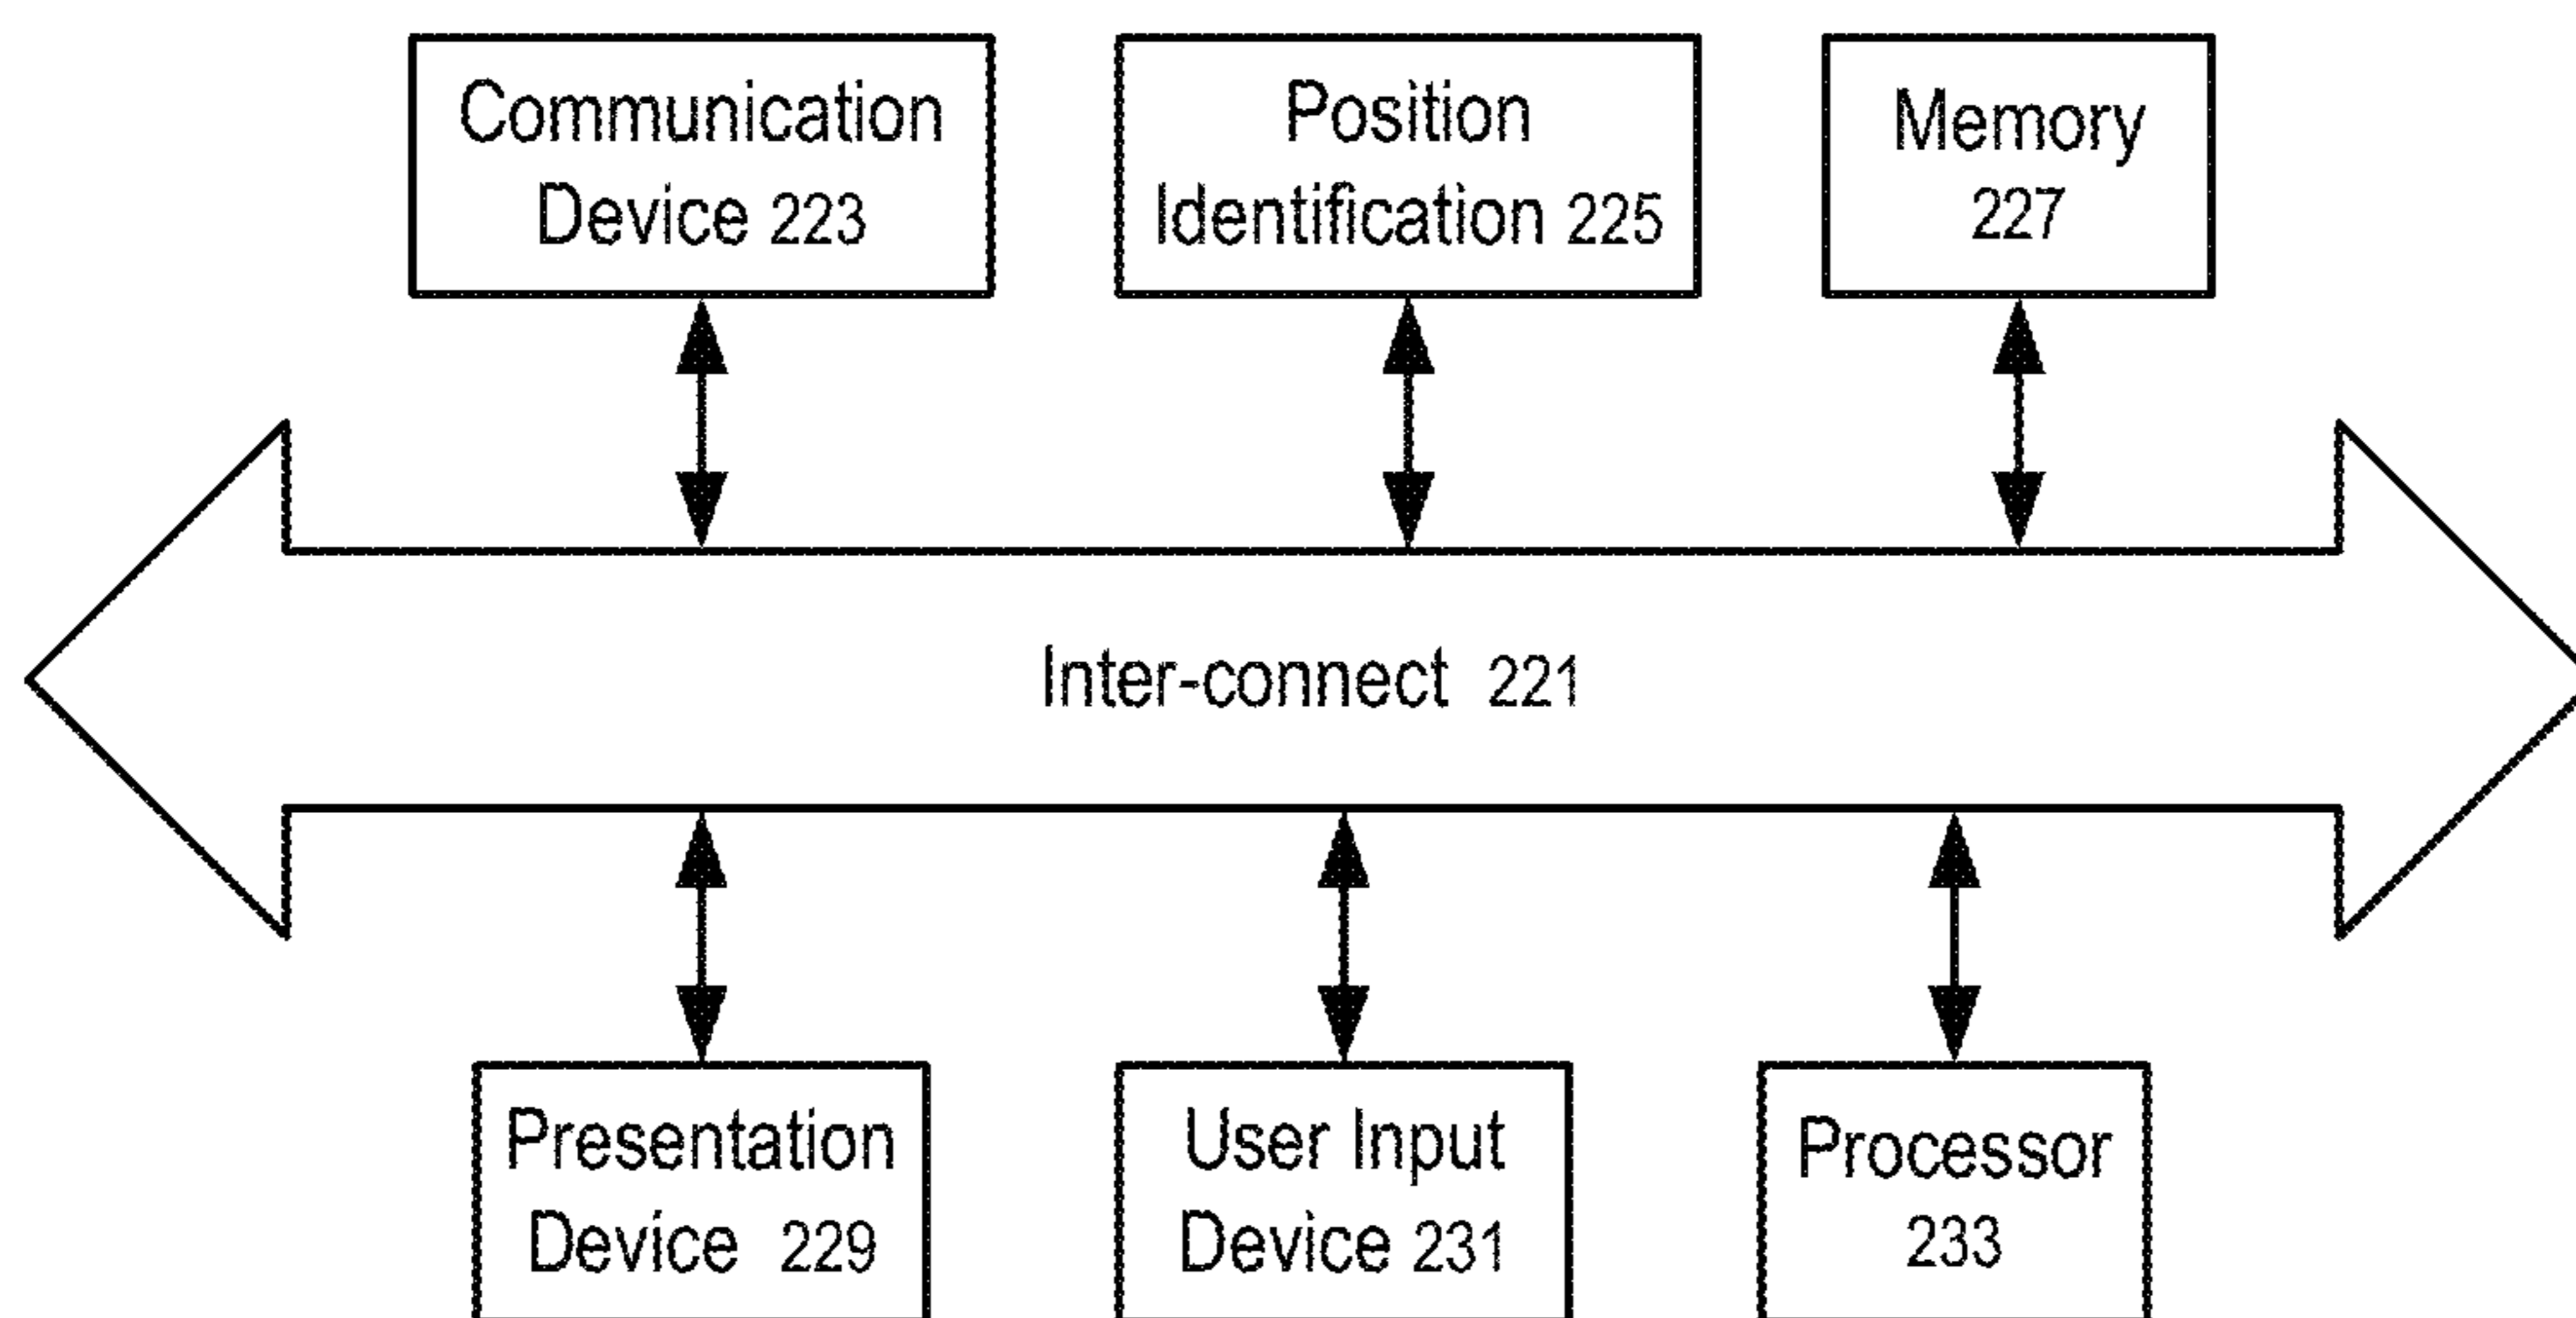 Communication
Device 223
Position
Identification 225
Memory
227
Inter-connect 221
Presentation
Device 229
User Input
Device 231
Processor
233